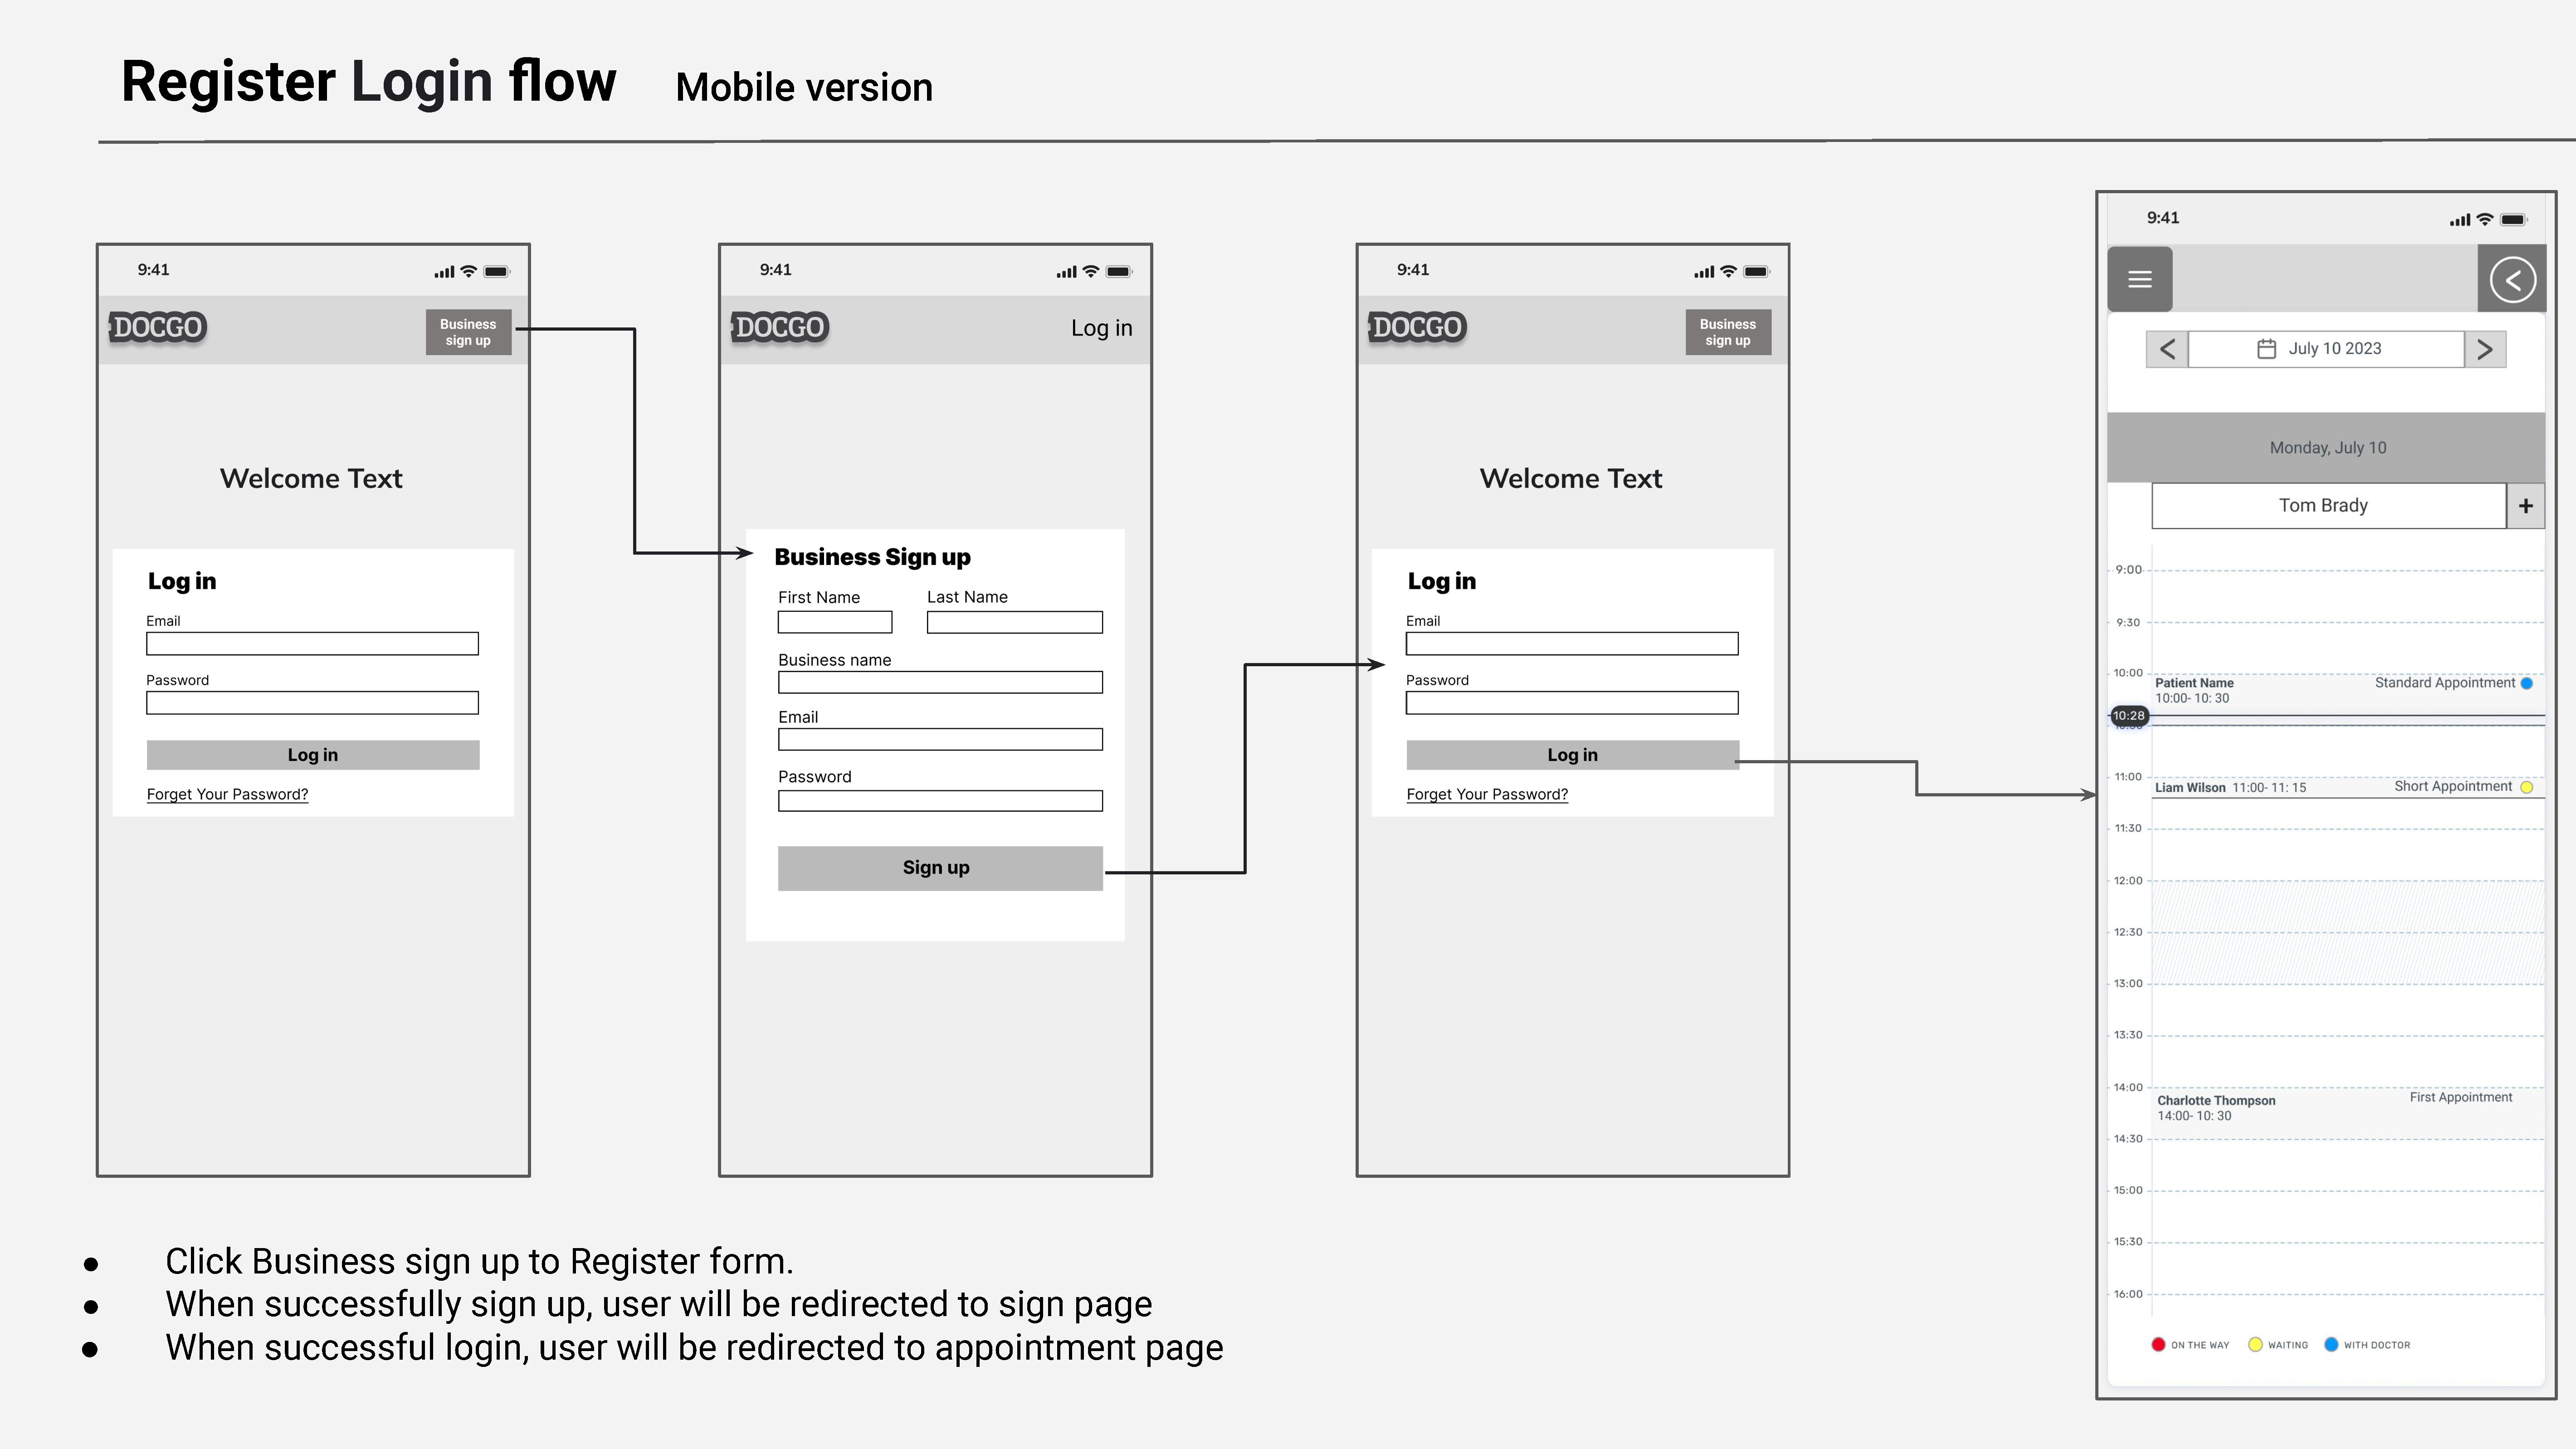 Register Login flow Mobile version
9:41
DOCGO
Business
sign up
Welcome Text
Log in
Email
Password
Log in
Forget Your Password?
9:41
DOCGO
Log in
Business Sign up
First Name Last Name
Business name
Email
Password
Sign up
9:41
DOCGO
Business
sign up
Welcome Text
Log in
Email
Password
Log in
Forget Your Password?
9:41
July 10 2023
Monday, July 10
Tom Brady +
9:00
9:30
10:00
Patient Name Standard Appointment
10:00- 10: 30
10:28
11:00
Liam Wilson 11:00- 11: 15 Short Appointment
11:30
12:00
12:30
13:00
13:30
14:00
Charlotte Thompson First Appointment
14:00- 10: 30
14:30
15:00
15:30
16:00
ON THE WAY WAITING WITH DOCTOR
● Click Business sign up to Register form.
● When successfully sign up, user will be redirected to sign page
● When successful login, user will be redirected to appointment page